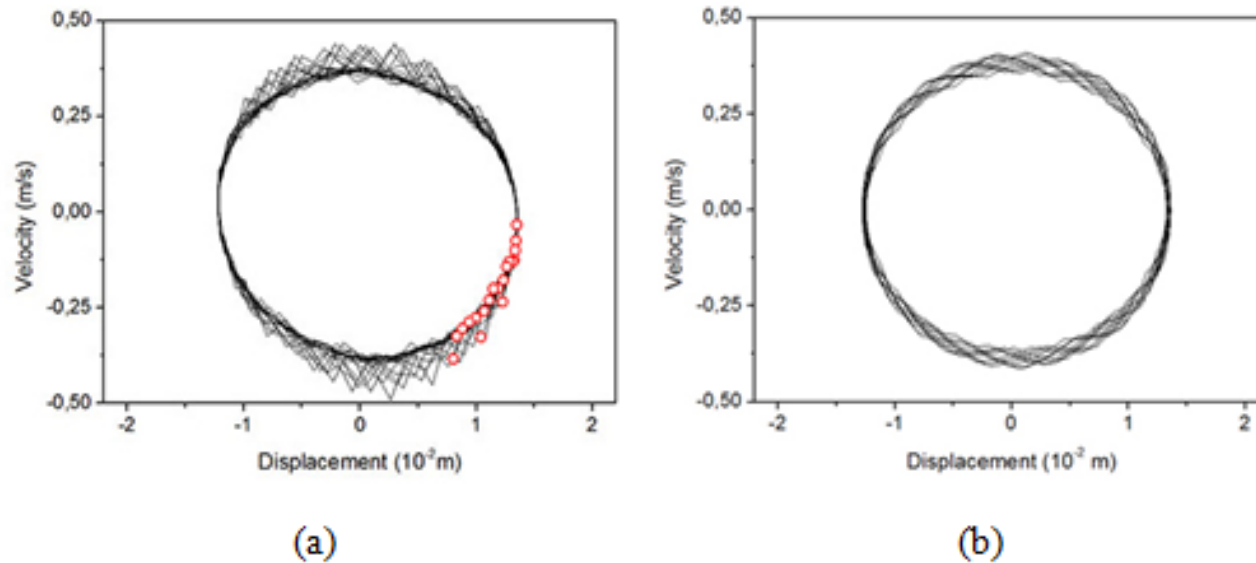 0,50
0,25
0,00
-0,25
-0,50
Velocity (m/s)
-2 -1 0 1 2
Displacement (10⁻²m)
(a)
0,50
0,25
0,00
-0,25
-0,50
Velocity (m/s)
-2 -1 0 1 2
Displacement (10⁻² m)
(b)